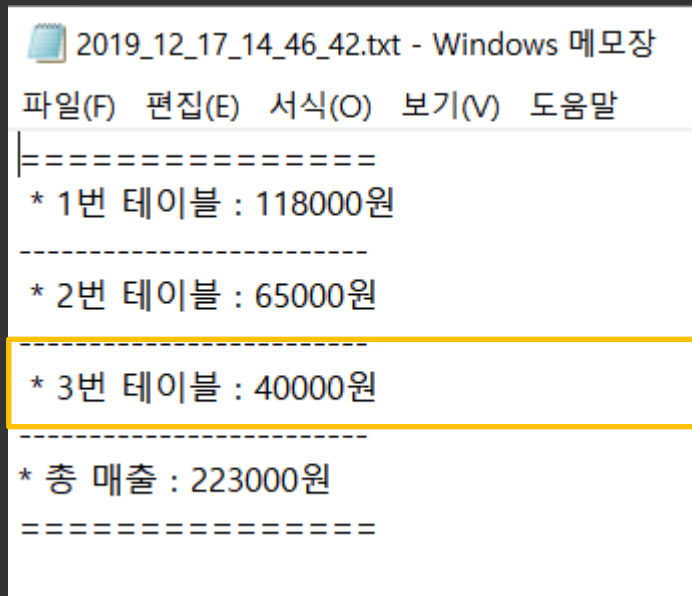 2019_12_17_14_46_42.txt - Windows 메모장
파일(F) 편집(E) 서식(O) 보기(V) 도움말
===============
* 1번 테이블 : 118000원
-------------------------
* 2번 테이블 : 65000원
-------------------------
* 3번 테이블 : 40000원
-------------------------
* 총 매출 : 223000원
===============